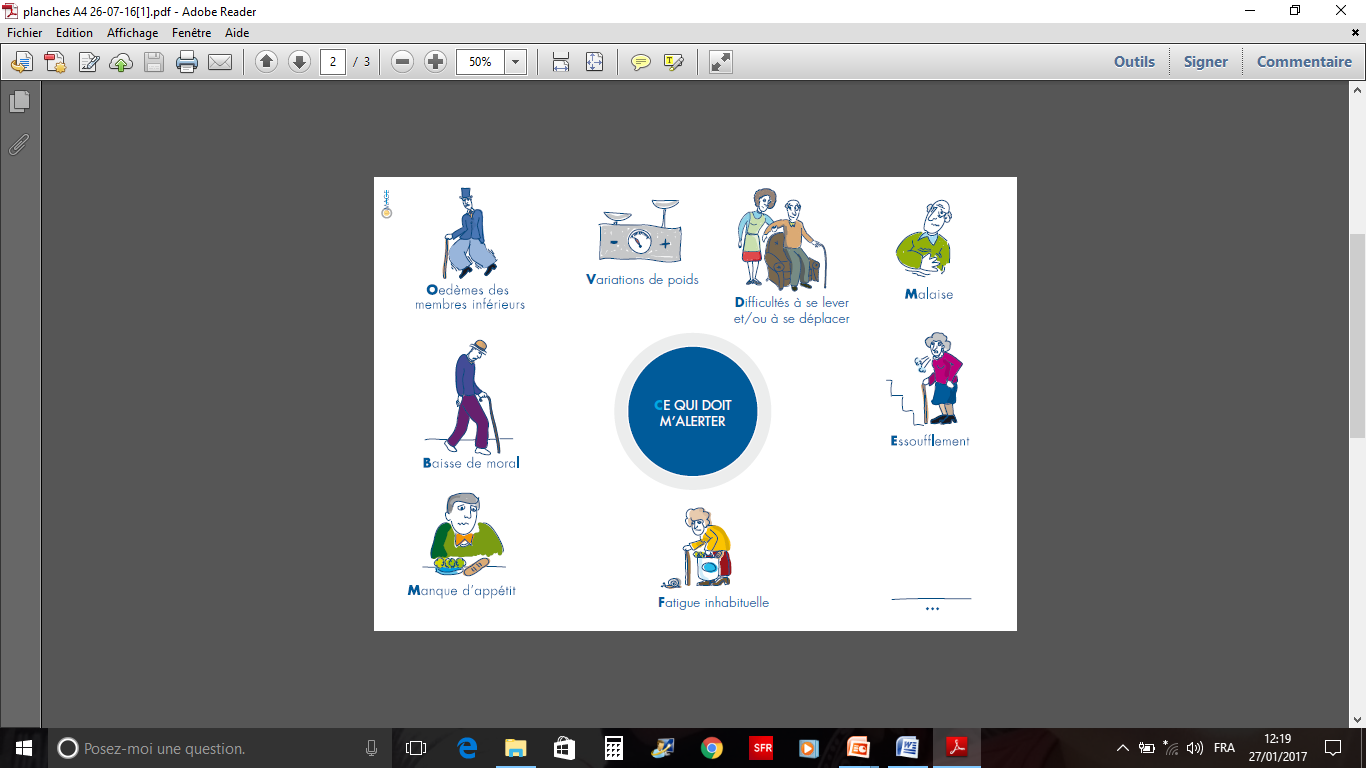 planches A4 26-07-16[1].pdf - Adobe Reader
Fichier Edition Affichage Fenêtre Aide
2 / 3 50% Outils Signer Commentaire
SAGE
Oedèmes des
membres inférieurs
- +
Variations de poids
Difficultés à se lever
et/ou à se déplacer
Malaise
Baisse de moral
CE QUI DOIT
M'ALERTER
Essoufflement
Manque d'appétit
Fatigue inhabituelle
...
Posez-moi une question.
SFR
FRA
12:19
27/01/2017